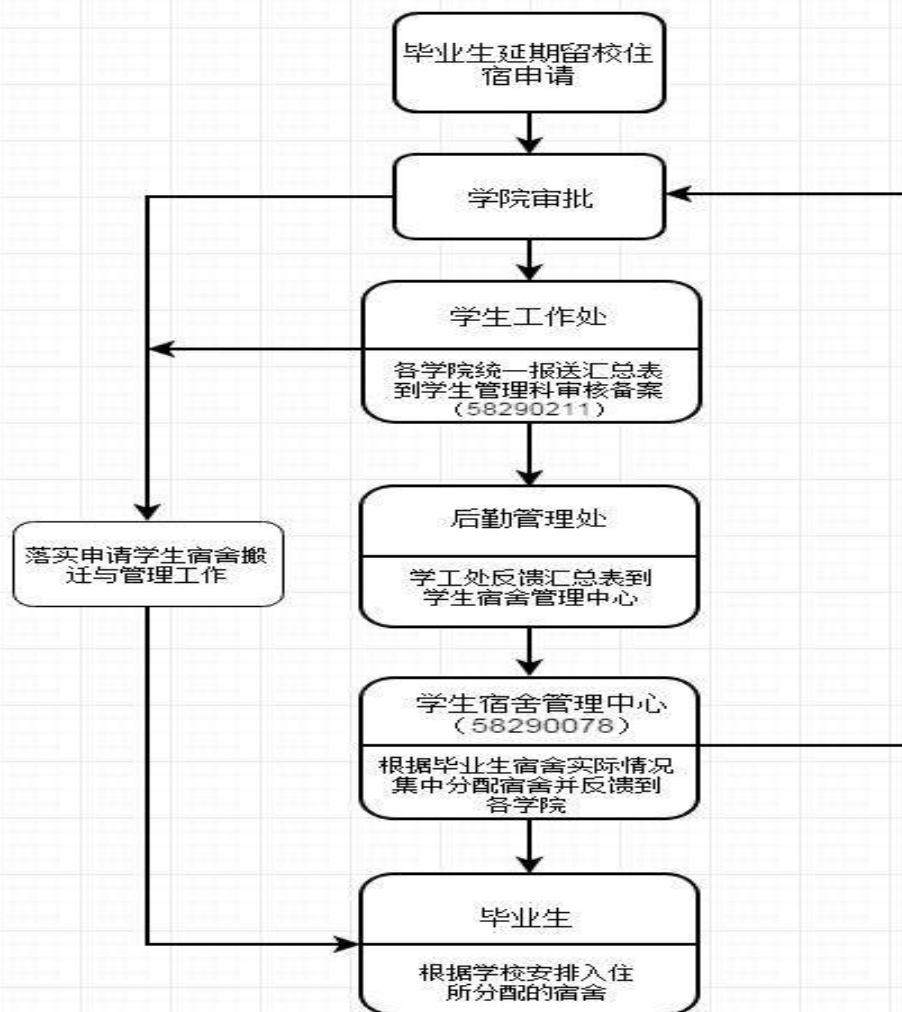 毕业生延期留校住
宿申请
学院审批
学生工作处
各学院统一报送汇总表
到学生管理科审核备案
（58290211）
后勤管理处
学工处反馈汇总表到
学生宿舍管理中心
落实申请学生宿舍搬
迁与管理工作
学生宿舍管理中心
（58290078）
根据毕业生宿舍实际情况
集中分配宿舍并反馈到
各学院
毕业生
根据学校安排入住
所分配的宿舍